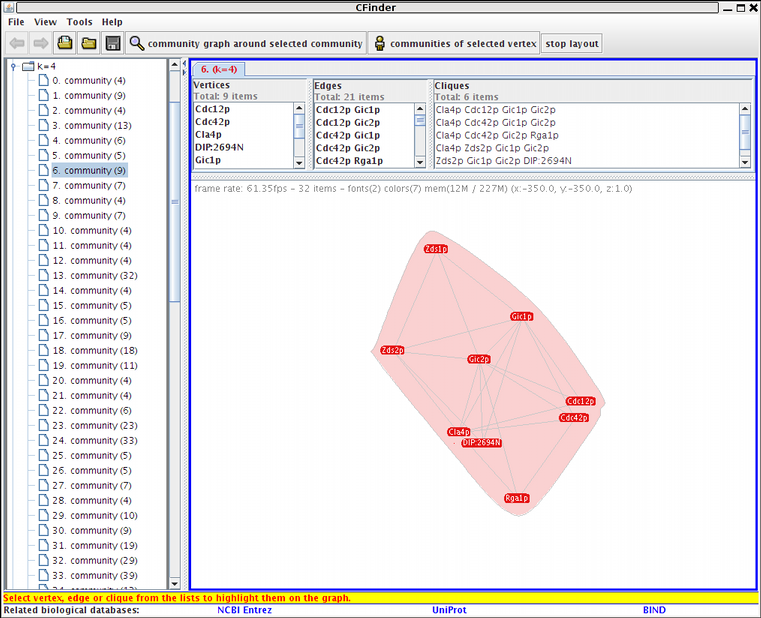 CFinder
File View Tools Help
community graph around selected community communities of selected vertex stop layout
k=4
0. community (4)
1. community (9)
2. community (4)
3. community (13)
4. community (6)
5. community (5)
6. community (9)
7. community (7)
8. community (4)
9. community (7)
10. community (4)
11. community (4)
12. community (4)
13. community (32)
14. community (4)
15. community (5)
16. community (5)
17. community (9)
18. community (18)
19. community (11)
20. community (4)
21. community (4)
22. community (6)
23. community (23)
24. community (33)
25. community (5)
26. community (5)
27. community (7)
28. community (4)
29. community (10)
30. community (9)
31. community (19)
32. community (29)
33. community (39)
6. (k=4)
Vertices
Total: 9 items
Cdc12p
Cdc42p
Cla4p
DIP:2694N
Gic1p
Edges
Total: 21 items
Cdc12p Gic1p
Cdc12p Gic2p
Cdc42p Gic1p
Cdc42p Gic2p
Cdc42p Rga1p
Cliques
Total: 6 items
Cla4p Cdc12p Gic1p Gic2p
Cla4p Cdc42p Gic1p Gic2p
Cla4p Cdc42p Gic2p Rga1p
Cla4p Zds2p Gic1p Gic2p
Zds2p Gic1p Gic2p DIP:2694N
frame rate: 61.35fps - 32 items - fonts(2) colors(7) mem(12M / 227M) (x:-350.0, y:-350.0, z:1.0)
Zds1p
Gic1p
Zds2p
Gic2p
Cdc12p
Cdc42p
Cla4p
DIP:2694N
Rga1p
Select vertex, edge or clique from the lists to highlight them on the graph.
Related biological databases: NCBI Entrez UniProt BIND